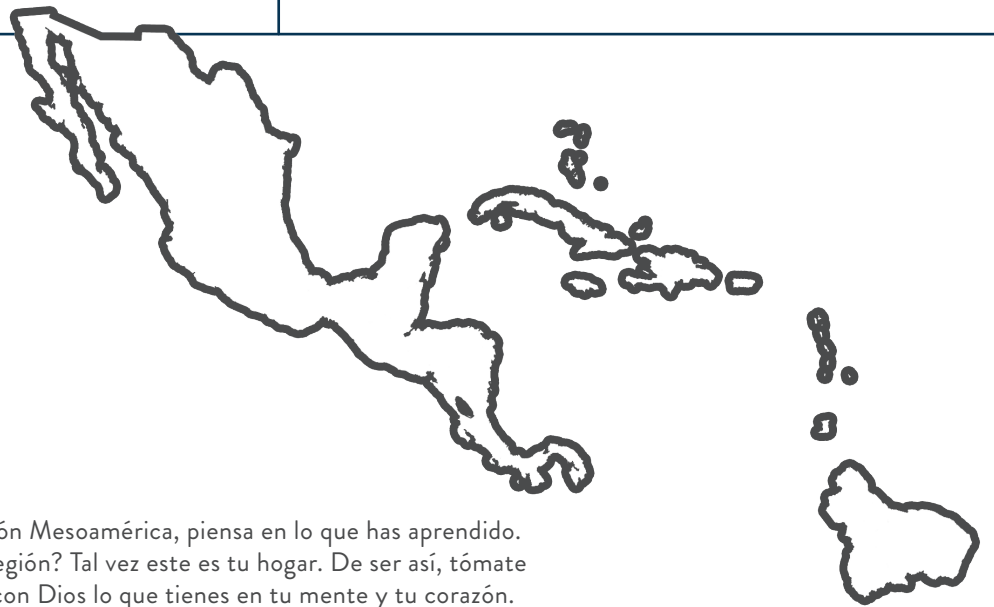 ón Mesoamérica, piensa en lo que has aprendido.
egión? Tal vez este es tu hogar. De ser así, tómate
con Dios lo que tienes en tu mente y tu corazón.